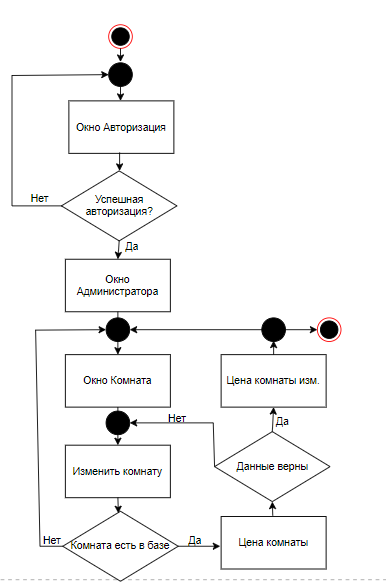 Окно Авторизация
Нет
Успешная
авторизация?
Да
Окно
Администратора
Окно Комната
Цена комнаты изм.
Нет
Да
Изменить комнату
Данные верны
Нет
Комната есть в базе
Да
Цена комнаты